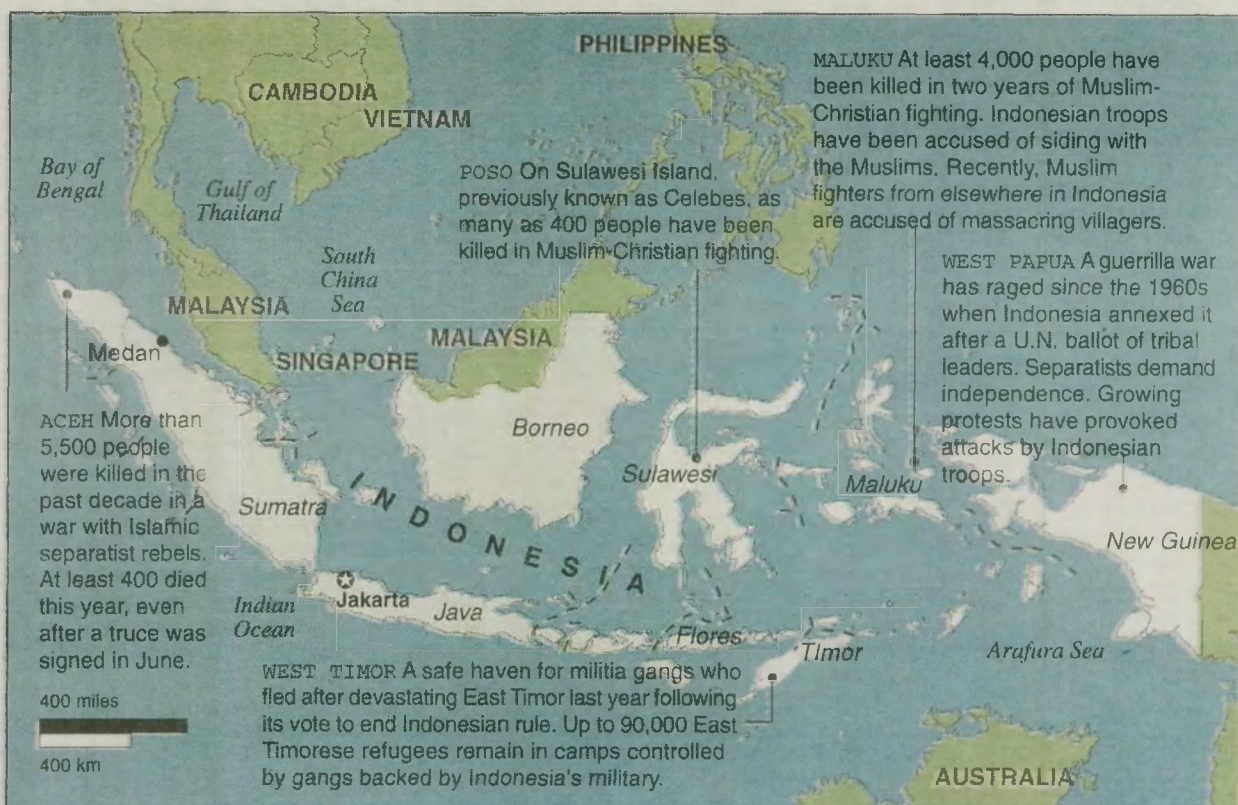 PHILIPPINES
CAMBODIA
VIETNAM
Bay of
Bengal
Gulf of
Thailand
South
China
Sea
MALAYSIA
SINGAPORE
MALAYSIA
Medan
MALUKU At least 4,000 people have
been killed in two years of Muslim-
Christian fighting. Indonesian troops
have been accused of siding with
the Muslims. Recently, Muslim
fighters from elsewhere in Indonesia
are accused of massacring villagers.
POSO On Sulawesi Island,
previously known as Celebes, as
many as 400 people have been
killed in Muslim-Christian fighting.
WEST PAPUA A guerrilla war
has raged since the 1960s
when Indonesia annexed it
after a U.N. ballot of tribal
leaders. Separatists demand
independence. Growing
protests have provoked
attacks by Indonesian
troops.
ACEH More than
5,500 people
were killed in the
past decade in a
war with Islamic
separatist rebels.
At least 400 died
this year, even
after a truce was
signed in June.
Borneo
Sulawesi
Maluku
New Guinea
Sumatra
INDONESIA
Jakarta
Java
Indian
Ocean
Flores
Timor
Arafura Sea
WEST TIMOR A safe haven for militia gangs who
fled after devastating East Timor last year following
its vote to end Indonesian rule. Up to 90,000 East
Timorese refugees remain in camps controlled
by gangs backed by Indonesia's military.
400 miles
400 km
AUSTRALIA